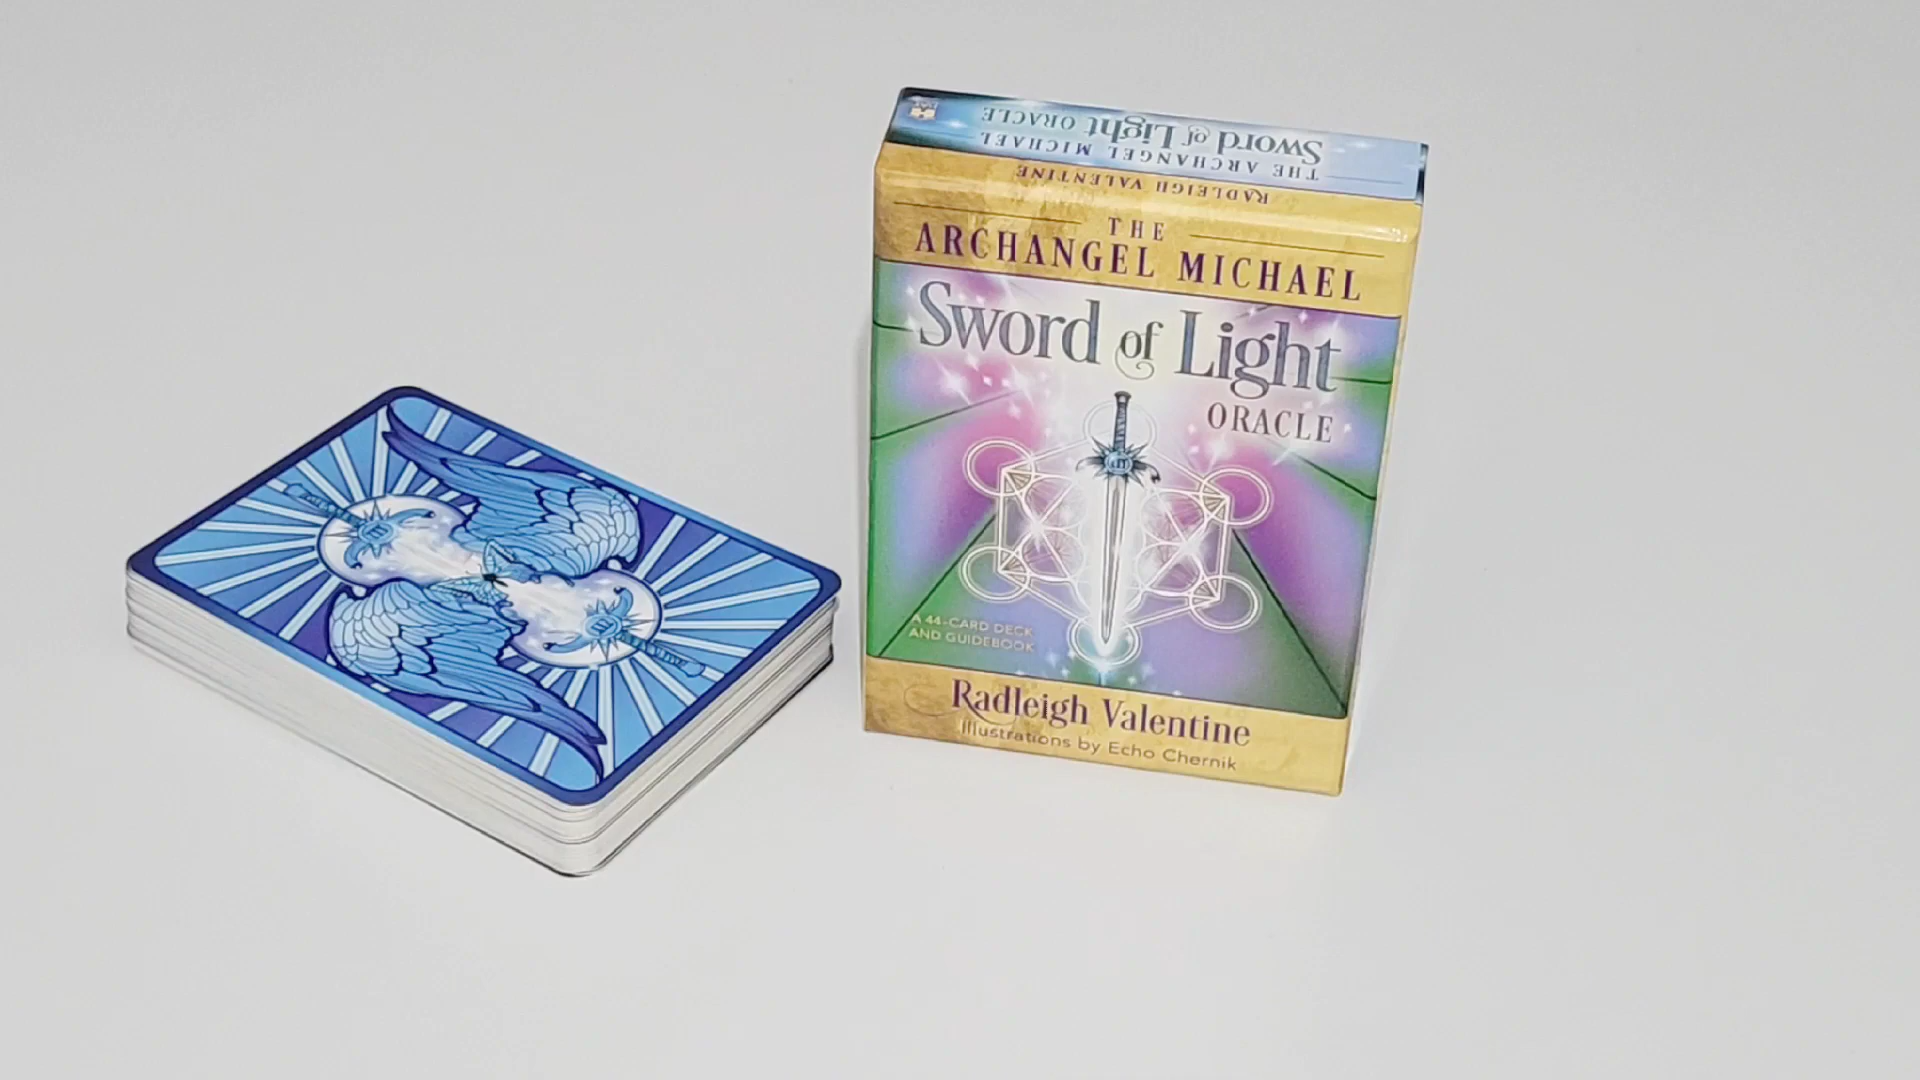 Sword of Light ORACLE
THE ARCHANGEL MICHAEL
RADLEIGH VALENTINE
THE
ARCHANGEL MICHAEL
Sword of Light
ORACLE
A 44-CARD DECK
AND GUIDEBOOK
Radleigh Valentine
Illustrations by Echo Chernik